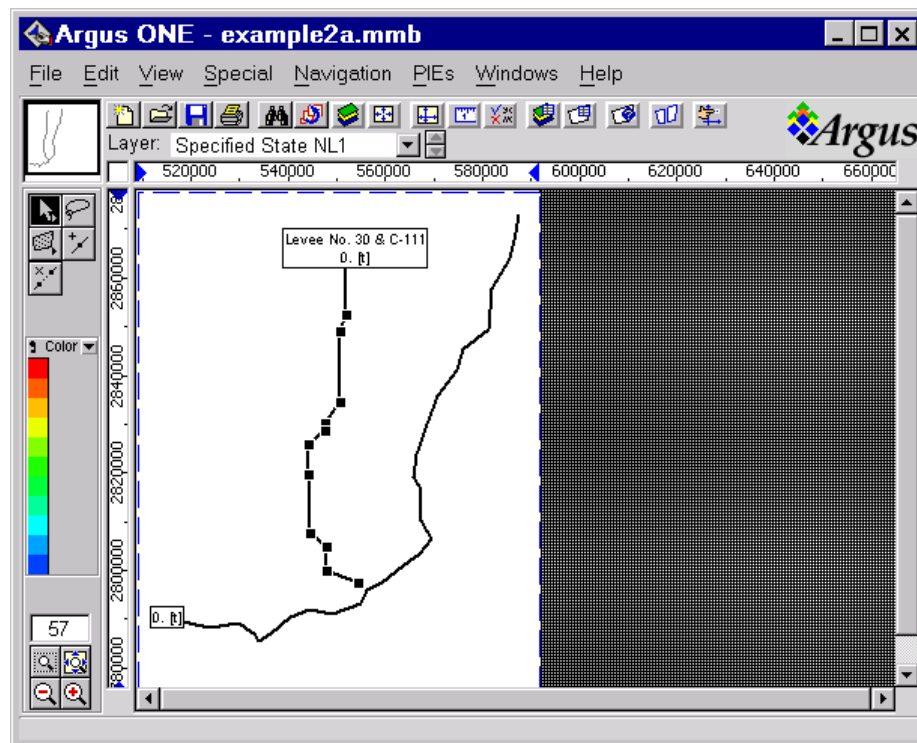 Argus ONE - example2a.mmb
File Edit View Special Navigation PIEs Windows Help
Argus
Layer: Specified State NL1
520000 540000 560000 580000 600000 620000 640000
2860000
2840000
2820000
2800000
Levee No. 30 & C-111
0. [t]
Color
0. [t]
57